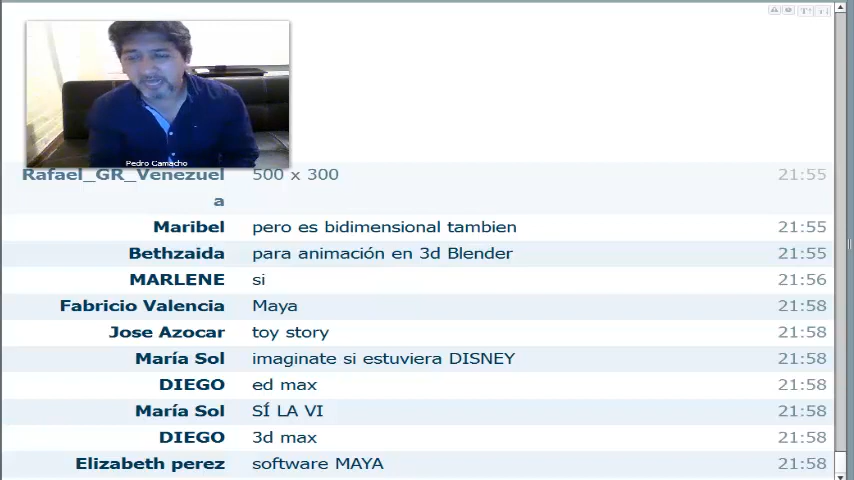 Pedro Camacho
Rafael_GR_Venezuel
a
500 x 300 21:55
Maribel pero es bidimensional tambien 21:55
Bethzaida para animación en 3d Blender 21:55
MARLENE si 21:56
Fabricio Valencia Maya 21:58
Jose Azocar toy story 21:58
María Sol imaginate si estuviera DISNEY 21:58
DIEGO ed max 21:58
María Sol SÍ LA VI 21:58
DIEGO 3d max 21:58
Elizabeth perez software MAYA 21:58